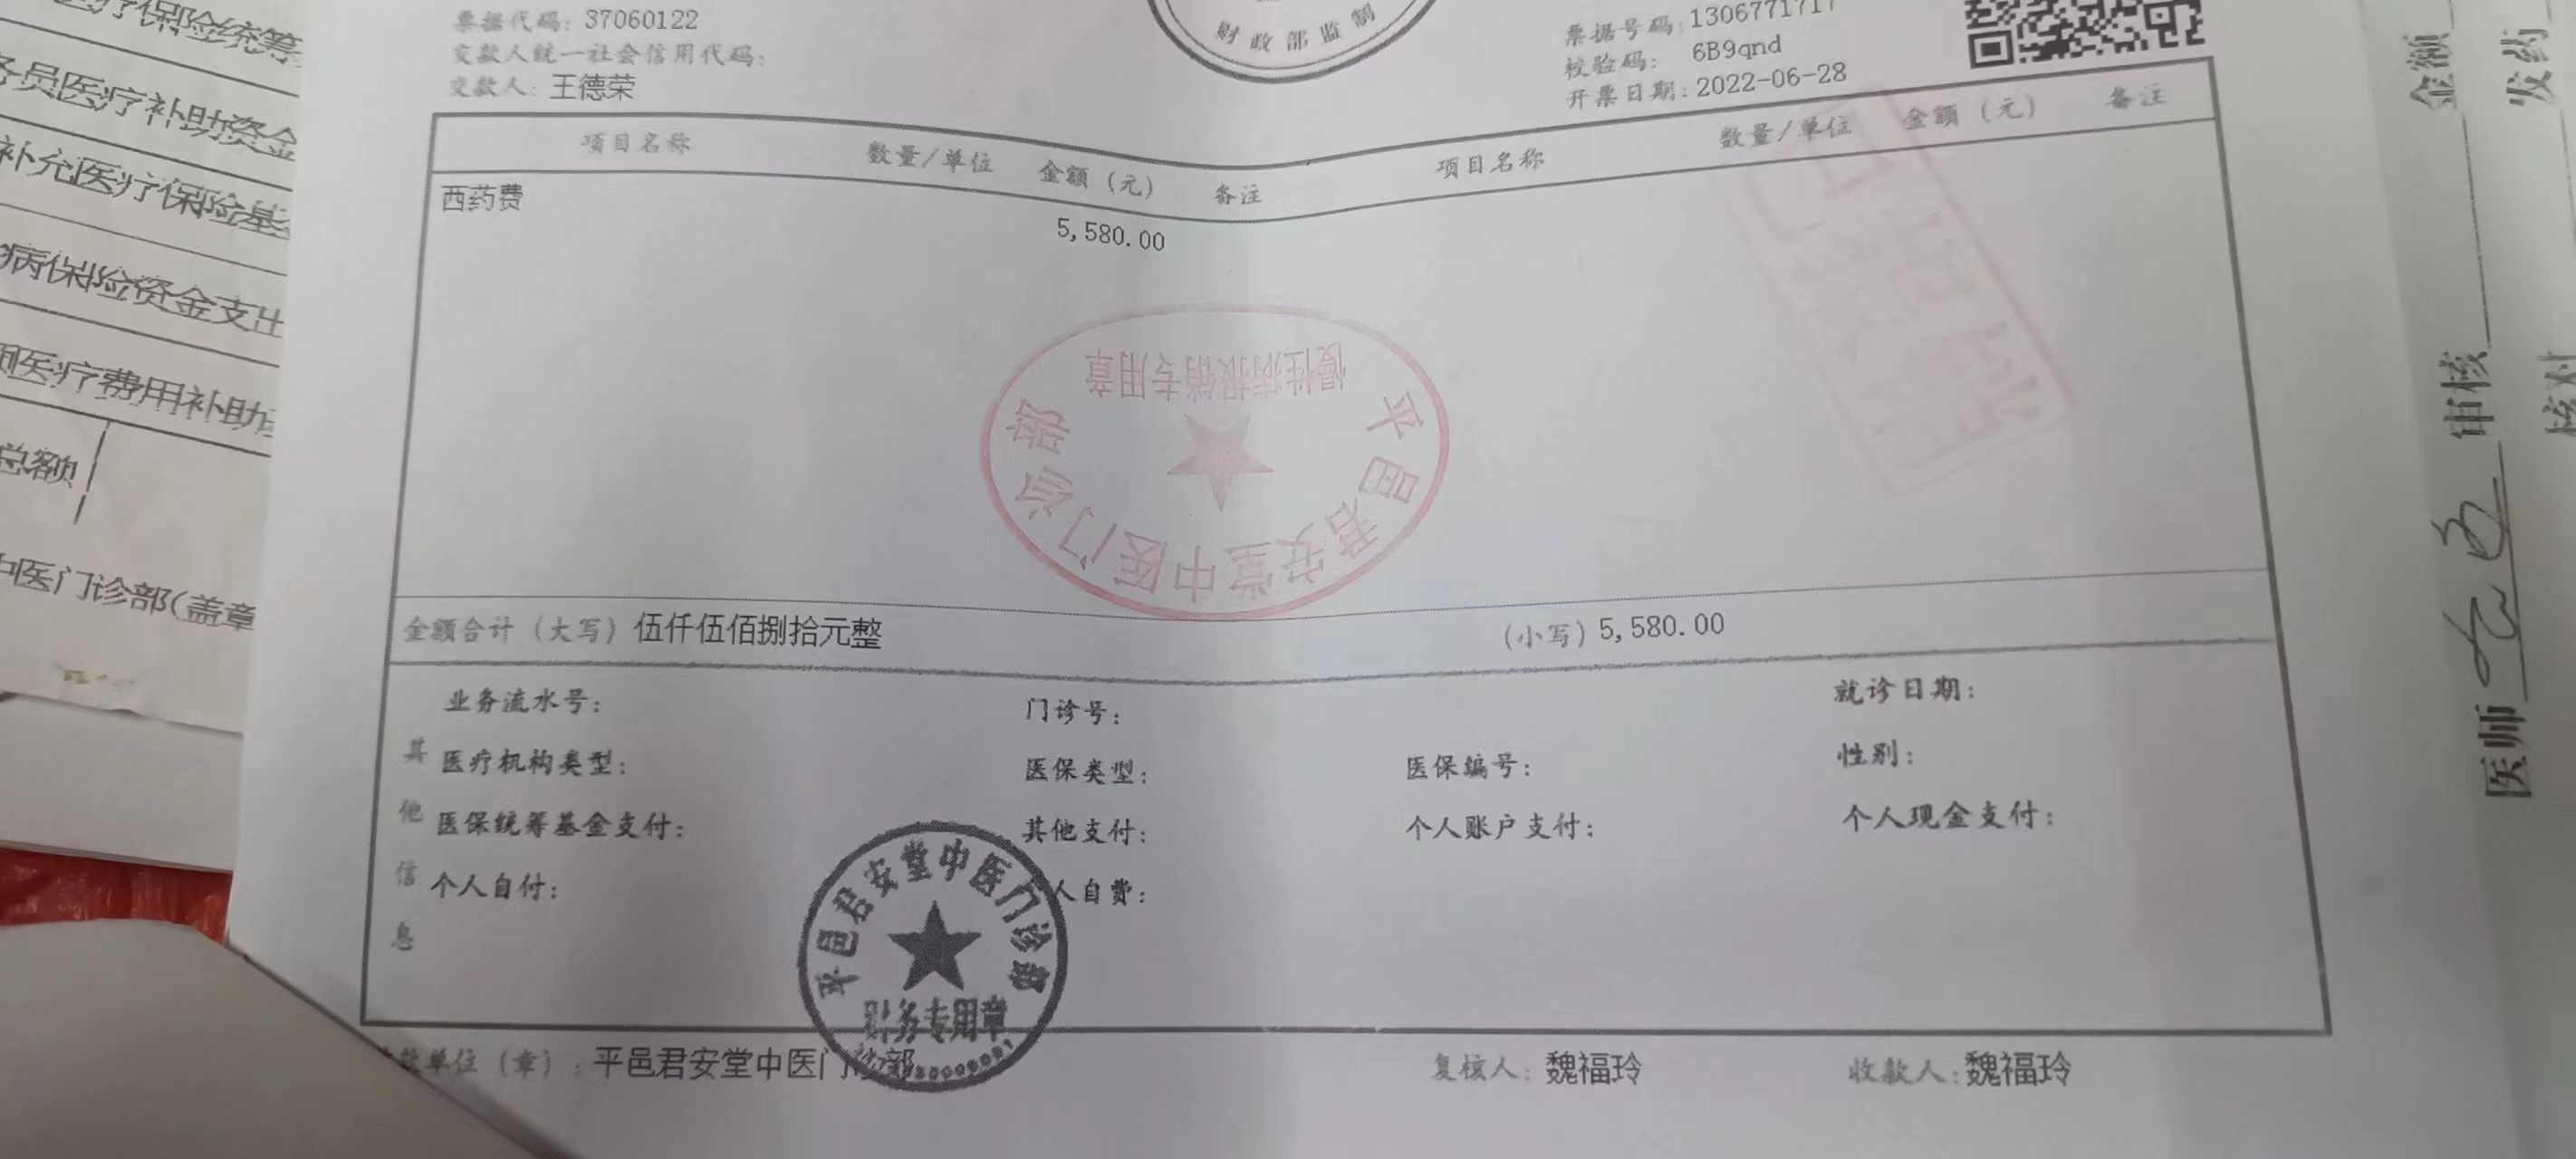 票据代码: 37060122
交款人统一社会信用代码:
交款人: 王德荣
财政部监制
票据号码: 1306771717
校验码: 6B9qnd
开票日期: 2022-06-28
项目名称 数量/单位 金额（元） 备注 项目名称 数量/单位 金额（元） 备注
西药费 5,580.00
平邑君安堂中医门诊部
慢性病报销专用章
金额合计（大写）伍仟伍佰捌拾元整 （小写）5,580.00
业务流水号: 门诊号: 就诊日期:
医疗机构类型: 医保类型: 医保编号: 性别:
医保统筹基金支付: 其他支付: 个人账户支付: 个人现金支付:
个人自付: 人自费:
其他信息
平邑君安堂中医门诊部
财务专用章
款单位（章）: 平邑君安堂中医门诊部 复核人: 魏福玲 收款人: 魏福玲
医疗保险统筹
务员医疗补助资金
补充医疗保险基
病保险资金支出
医疗费用补助
总额
中医门诊部(盖章
金额
医师 审核
发药
核对